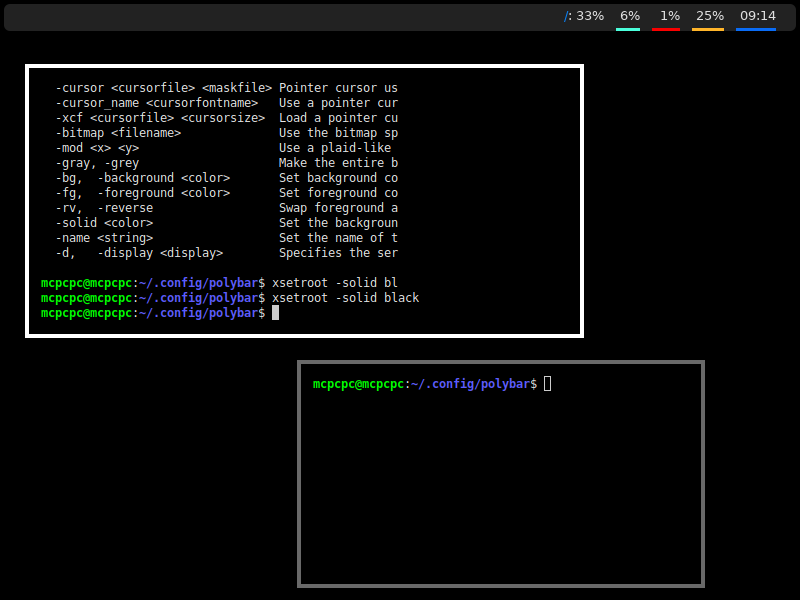 /: 33% 6% 1% 25% 09:14
-cursor <cursorfile> <maskfile> Pointer cursor us
-cursor_name <cursorfontname> Use a pointer cur
-xcf <cursorfile> <cursorsize> Load a pointer cu
-bitmap <filename> Use the bitmap sp
-mod <x> <y> Use a plaid-like
-gray, -grey Make the entire b
-bg, -background <color> Set background co
-fg, -foreground <color> Set foreground co
-rv, -reverse Swap foreground a
-solid <color> Set the backgroun
-name <string> Set the name of t
-d, -display <display> Specifies the ser
mcpcpc@mcpcpc:~/.config/polybar$ xsetroot -solid bl
mcpcpc@mcpcpc:~/.config/polybar$ xsetroot -solid black
mcpcpc@mcpcpc:~/.config/polybar$
mcpcpc@mcpcpc:~/.config/polybar$